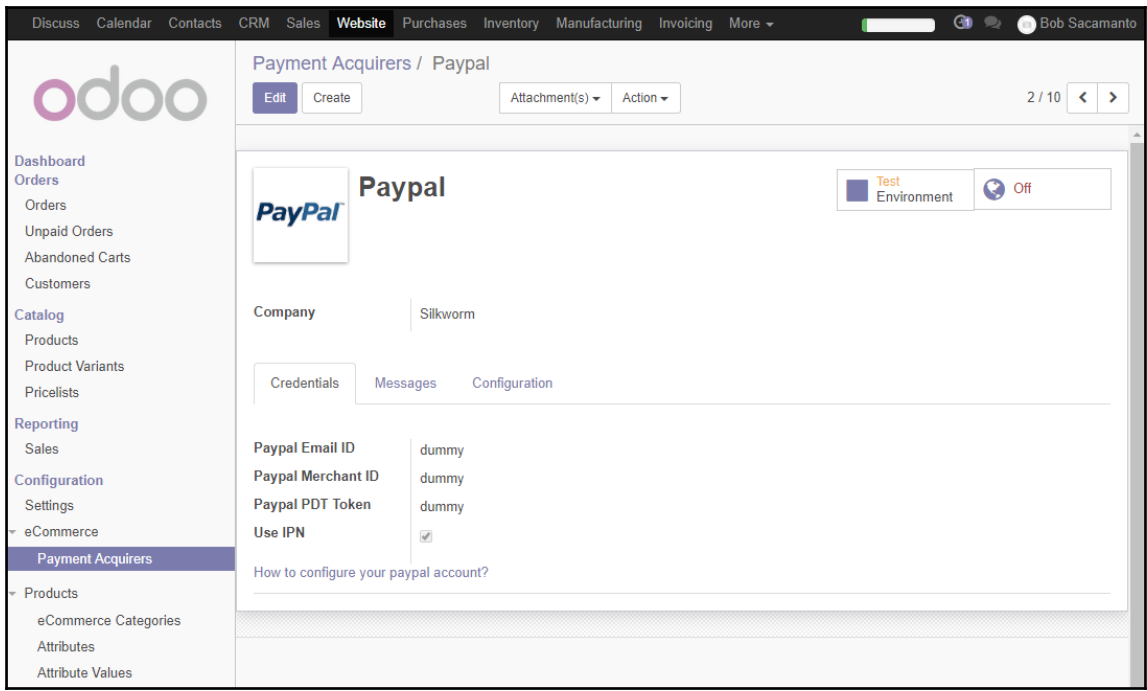 Discuss Calendar Contacts CRM Sales Website Purchases Inventory Manufacturing Invoicing More 1 Bob Sacamanto
odoo
Payment Acquirers / Paypal
Edit Create Attachment(s) Action 2 / 10
Dashboard
Orders
Orders
Unpaid Orders
Abandoned Carts
Customers
Catalog
Products
Product Variants
Pricelists
Reporting
Sales
Configuration
Settings
eCommerce
Payment Acquirers
Products
eCommerce Categories
Attributes
Attribute Values
PayPal
Paypal
Test
Environment
Off
Company Silkworm
Credentials Messages Configuration
Paypal Email ID dummy
Paypal Merchant ID dummy
Paypal PDT Token dummy
Use IPN
How to configure your paypal account?